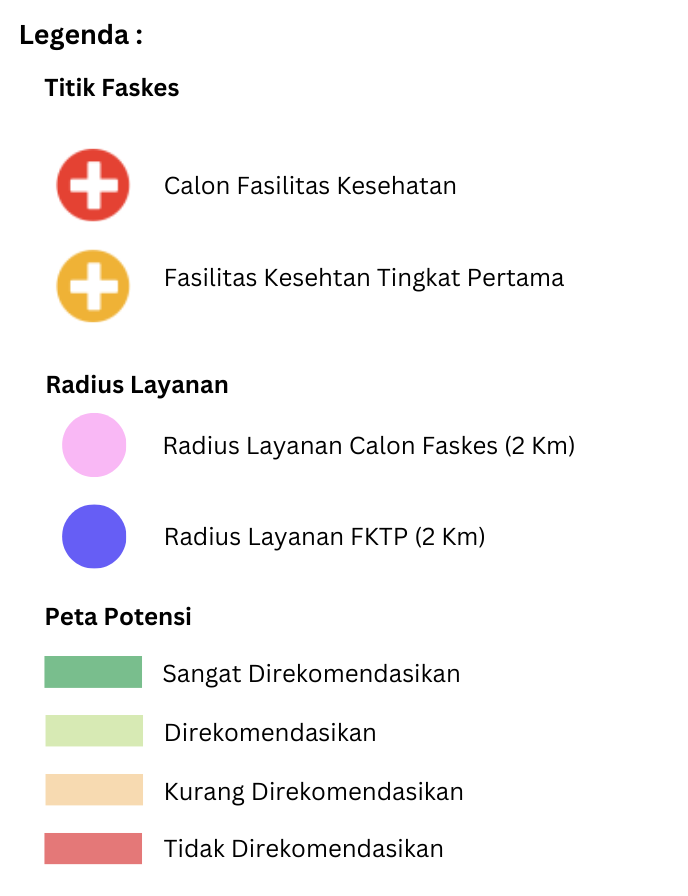 Legenda :
Titik Faskes
Calon Fasilitas Kesehatan
Fasilitas Kesehtan Tingkat Pertama
Radius Layanan
Radius Layanan Calon Faskes (2 Km)
Radius Layanan FKTP (2 Km)
Peta Potensi
Sangat Direkomendasikan
Direkomendasikan
Kurang Direkomendasikan
Tidak Direkomendasikan